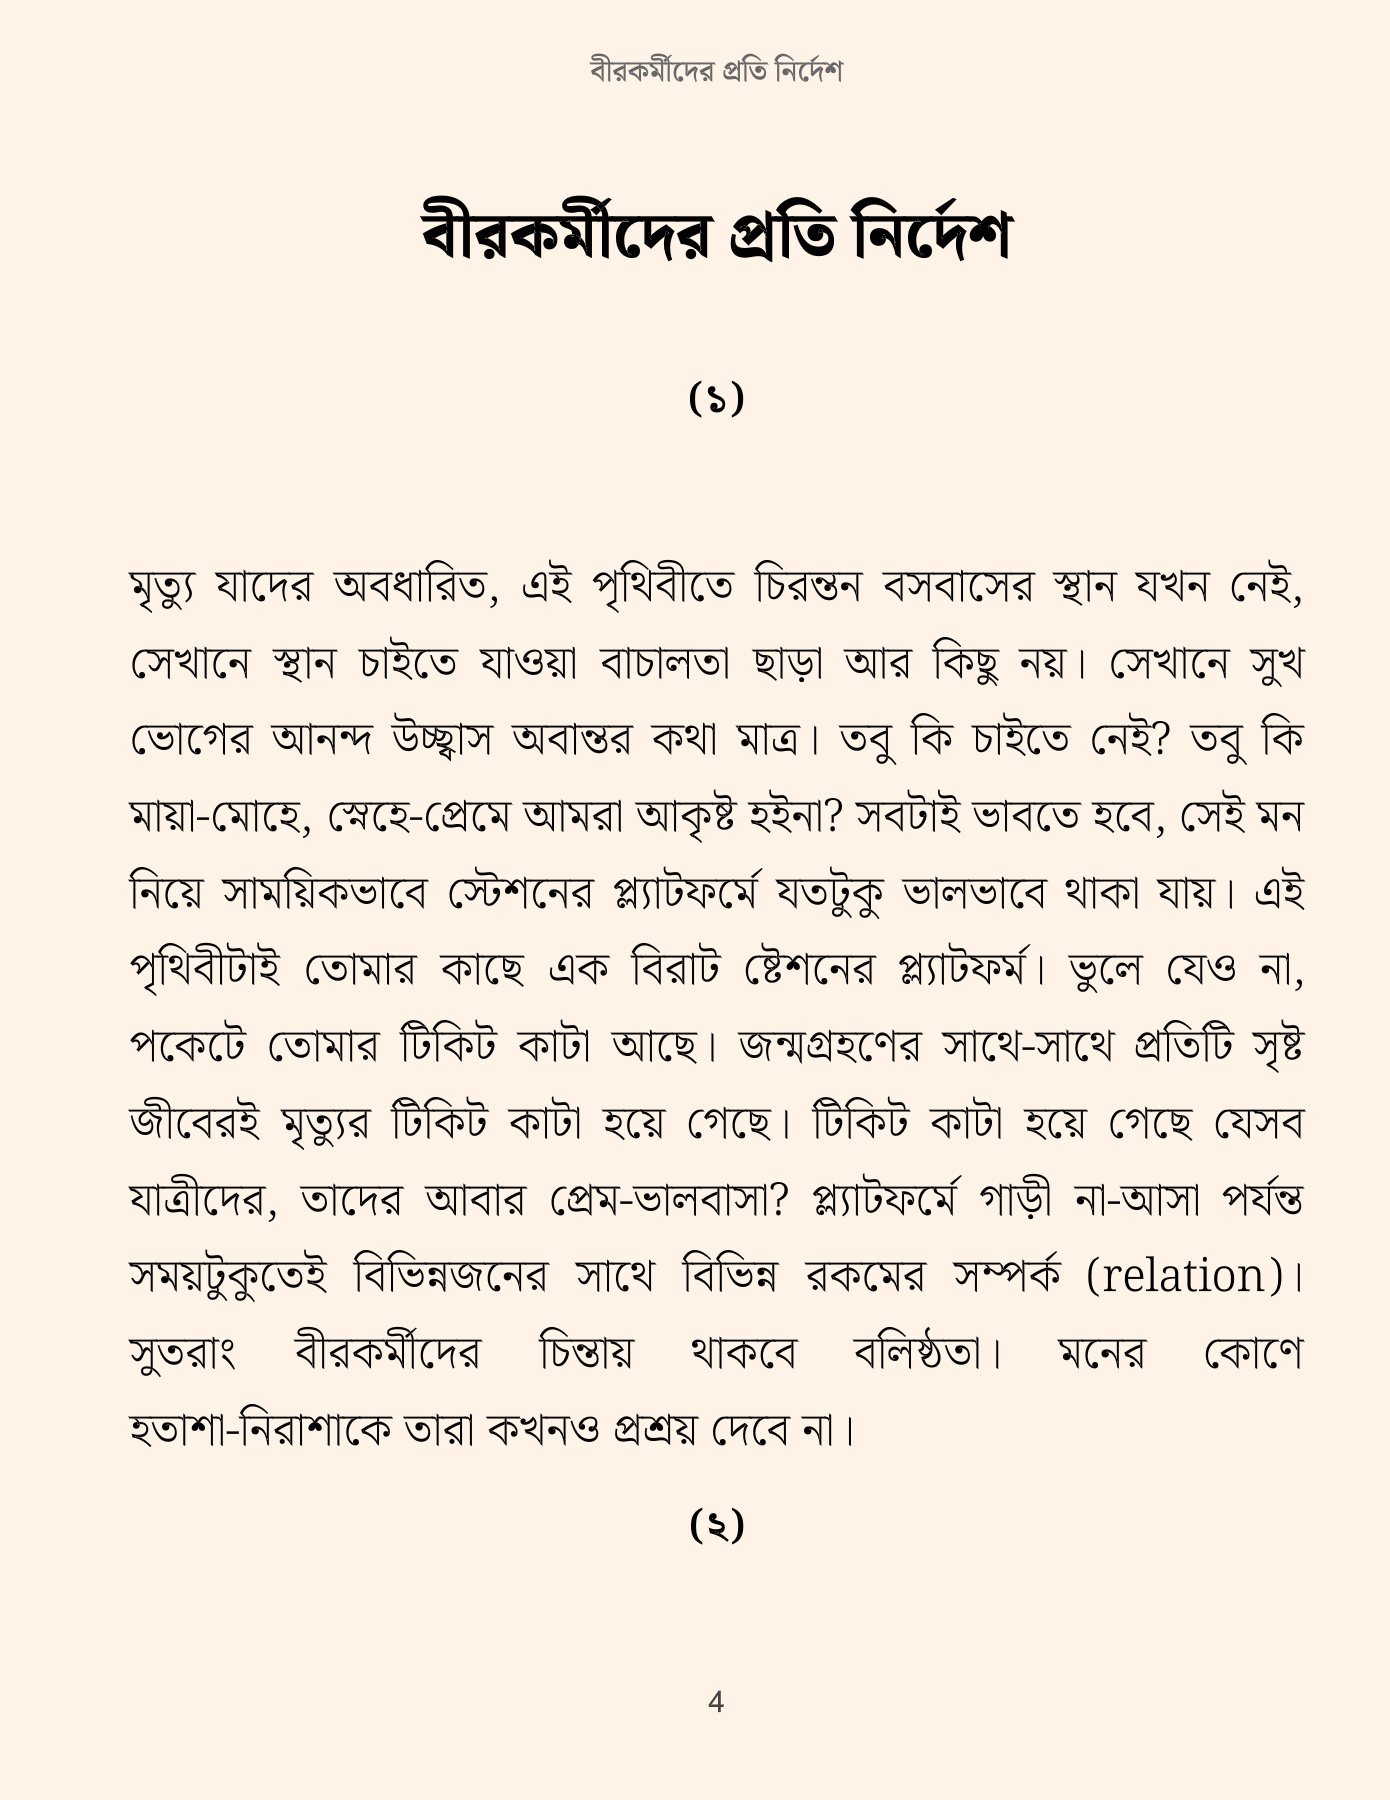 বীরকর্মীদের প্রতি নির্দেশ
বীরকর্মীদের প্রতি নির্দেশ
(১)
মৃত্যু যাদের অবধারিত, এই পৃথিবীতে চিরন্তন বসবাসের স্থান যখন নেই,
সেখানে স্থান চাইতে যাওয়া বাচালতা ছাড়া আর কিছু নয়। সেখানে সুখ
ভোগের আনন্দ উচ্ছ্বাস অবান্তর কথা মাত্র। তবু কি চাইতে নেই? তবু কি
মায়া-মোহে, স্নেহে-প্রেমে আমরা আকৃষ্ট হইনা? সবটাই ভাবতে হবে, সেই মন
নিয়ে সাময়িকভাবে স্টেশনের প্ল্যাটফর্মে যতটুকু ভালভাবে থাকা যায়। এই
পৃথিবীটাই তোমার কাছে এক বিরাট ষ্টেশনের প্ল্যাটফর্ম। ভুলে যেও না,
পকেটে তোমার টিকিট কাটা আছে। জন্মগ্রহণের সাথে-সাথে প্রতিটি সৃষ্ট
জীবেরই মৃত্যুর টিকিট কাটা হয়ে গেছে। টিকিট কাটা হয়ে গেছে যেসব
যাত্রীদের, তাদের আবার প্রেম-ভালবাসা? প্ল্যাটফর্মে গাড়ী না-আসা পর্যন্ত
সময়টুকুতেই বিভিন্নজনের সাথে বিভিন্ন রকমের সম্পর্ক (relation)।
সুতরাং বীরকর্মীদের চিন্তায় থাকবে বলিষ্ঠতা। মনের কোণে
হতাশা-নিরাশাকে তারা কখনও প্রশ্রয় দেবে না।
(২)
4